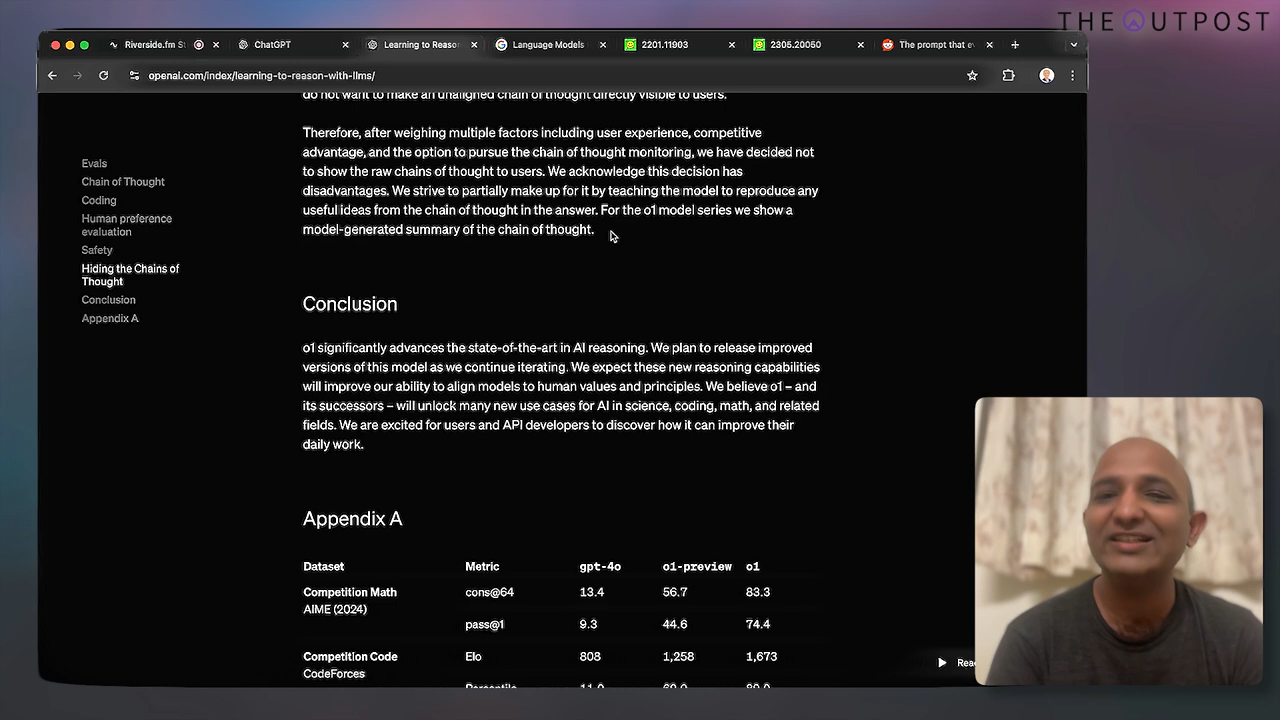 THE OUTPOST
Riverside.fm St
ChatGPT
Learning to Reaso
Language Models
2201.11903
2305.20050
The prompt that e
openai.com/index/learning-to-reason-with-llms/
do not want to make an unaligned chain of thought directly visible to users.
Therefore, after weighing multiple factors including user experience, competitive
advantage, and the option to pursue the chain of thought monitoring, we have decided not
to show the raw chains of thought to users. We acknowledge this decision has
disadvantages. We strive to partially make up for it by teaching the model to reproduce any
useful ideas from the chain of thought in the answer. For the o1 model series we show a
model-generated summary of the chain of thought.
Evals
Chain of Thought
Coding
Human preference
evaluation
Safety
Hiding the Chains of
Thought
Conclusion
Appendix A
Conclusion
o1 significantly advances the state-of-the-art in AI reasoning. We plan to release improved
versions of this model as we continue iterating. We expect these new reasoning capabilities
will improve our ability to align models to human values and principles. We believe o1 – and
its successors – will unlock many new use cases for AI in science, coding, math, and related
fields. We are excited for users and API developers to discover how it can improve their
daily work.
Appendix A
Dataset Metric gpt-4o o1-preview o1
Competition Math cons@64 13.4 56.7 83.3
AIME (2024)
pass@1 9.3 44.6 74.4
Competition Code Elo 808 1,258 1,673
CodeForces
Rea